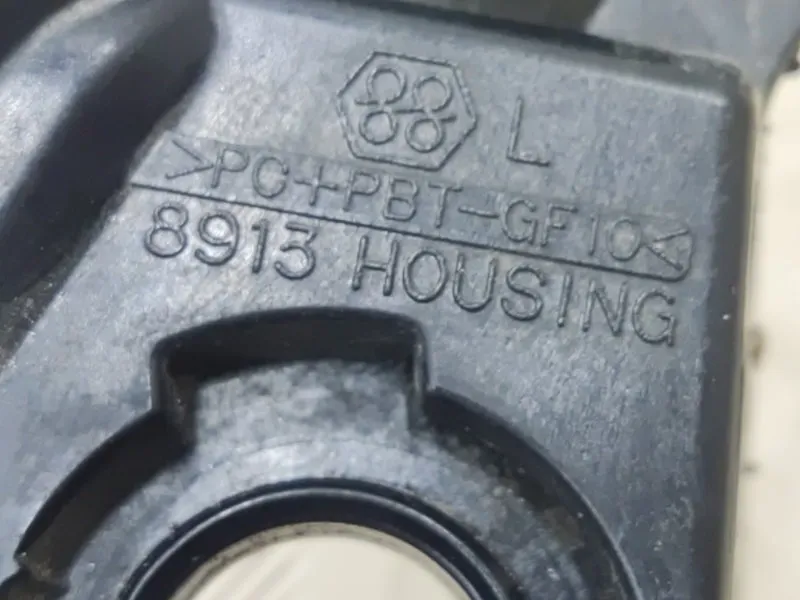 L
>PC+PBT-GF10<
8913 HOUSING